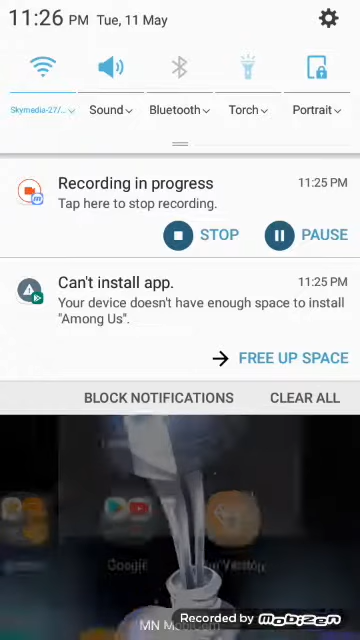 11:26 PM Tue, 11 May
Skymedia-27/...
Sound
Bluetooth
Torch
Portrait
Recording in progress 11:25 PM
Tap here to stop recording.
STOP PAUSE
Can't install app. 11:25 PM
Your device doesn't have enough space to install
"Among Us".
FREE UP SPACE
BLOCK NOTIFICATIONS CLEAR ALL
Google
Recorded by MOBIZEN